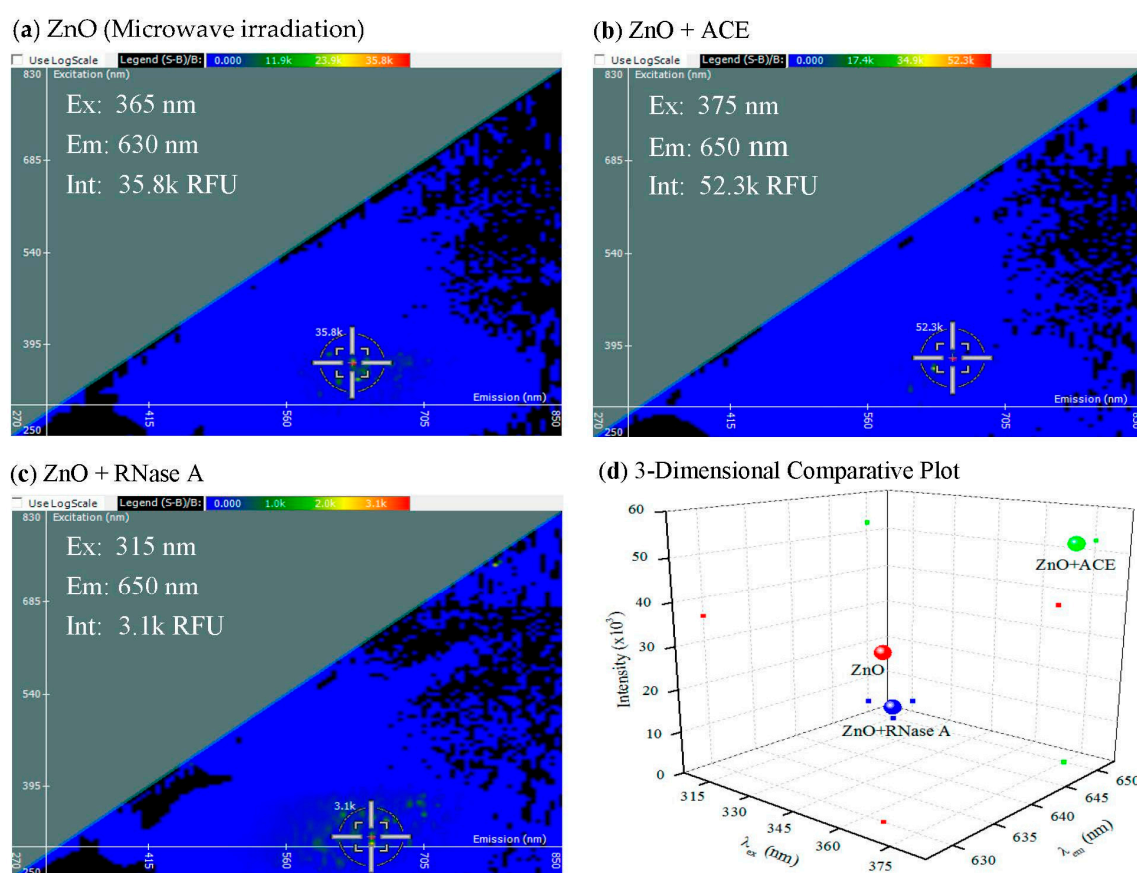 (a) ZnO (Microwave irradiation)
Use LogScale Legend (S-B)/B: 0.000 11.9k 23.9k 35.8k
830 Excitation (nm)
Ex: 365 nm
Em: 630 nm
685
Int: 35.8k RFU
540
395
35.8k
Emission (nm)
250
270 415 560 705 850
(b) ZnO + ACE
Use LogScale Legend (S-B)/B: 0.000 17.4k 34.9k 52.3k
830 Excitation (nm)
Ex: 375 nm
Em: 650 nm
685
Int: 52.3k RFU
540
395
52.3k
Emission (nm)
250
270 415 560 705 850
(c) ZnO + RNase A
Use LogScale Legend (S-B)/B: 0.000 1.0k 2.0k 3.1k
830 Excitation (nm)
Ex: 315 nm
Em: 650 nm
685
Int: 3.1k RFU
540
395
3.1k
Emission (nm)
250
270 415 560 705 850
(d) 3-Dimensional Comparative Plot
60
50
40
30
20
10
0
Intensity (x10³)
ZnO+ACE
ZnO
ZnO+RNase A
315 330 345 360 375
λex (nm)
630 635 640 645 650
λem (nm)